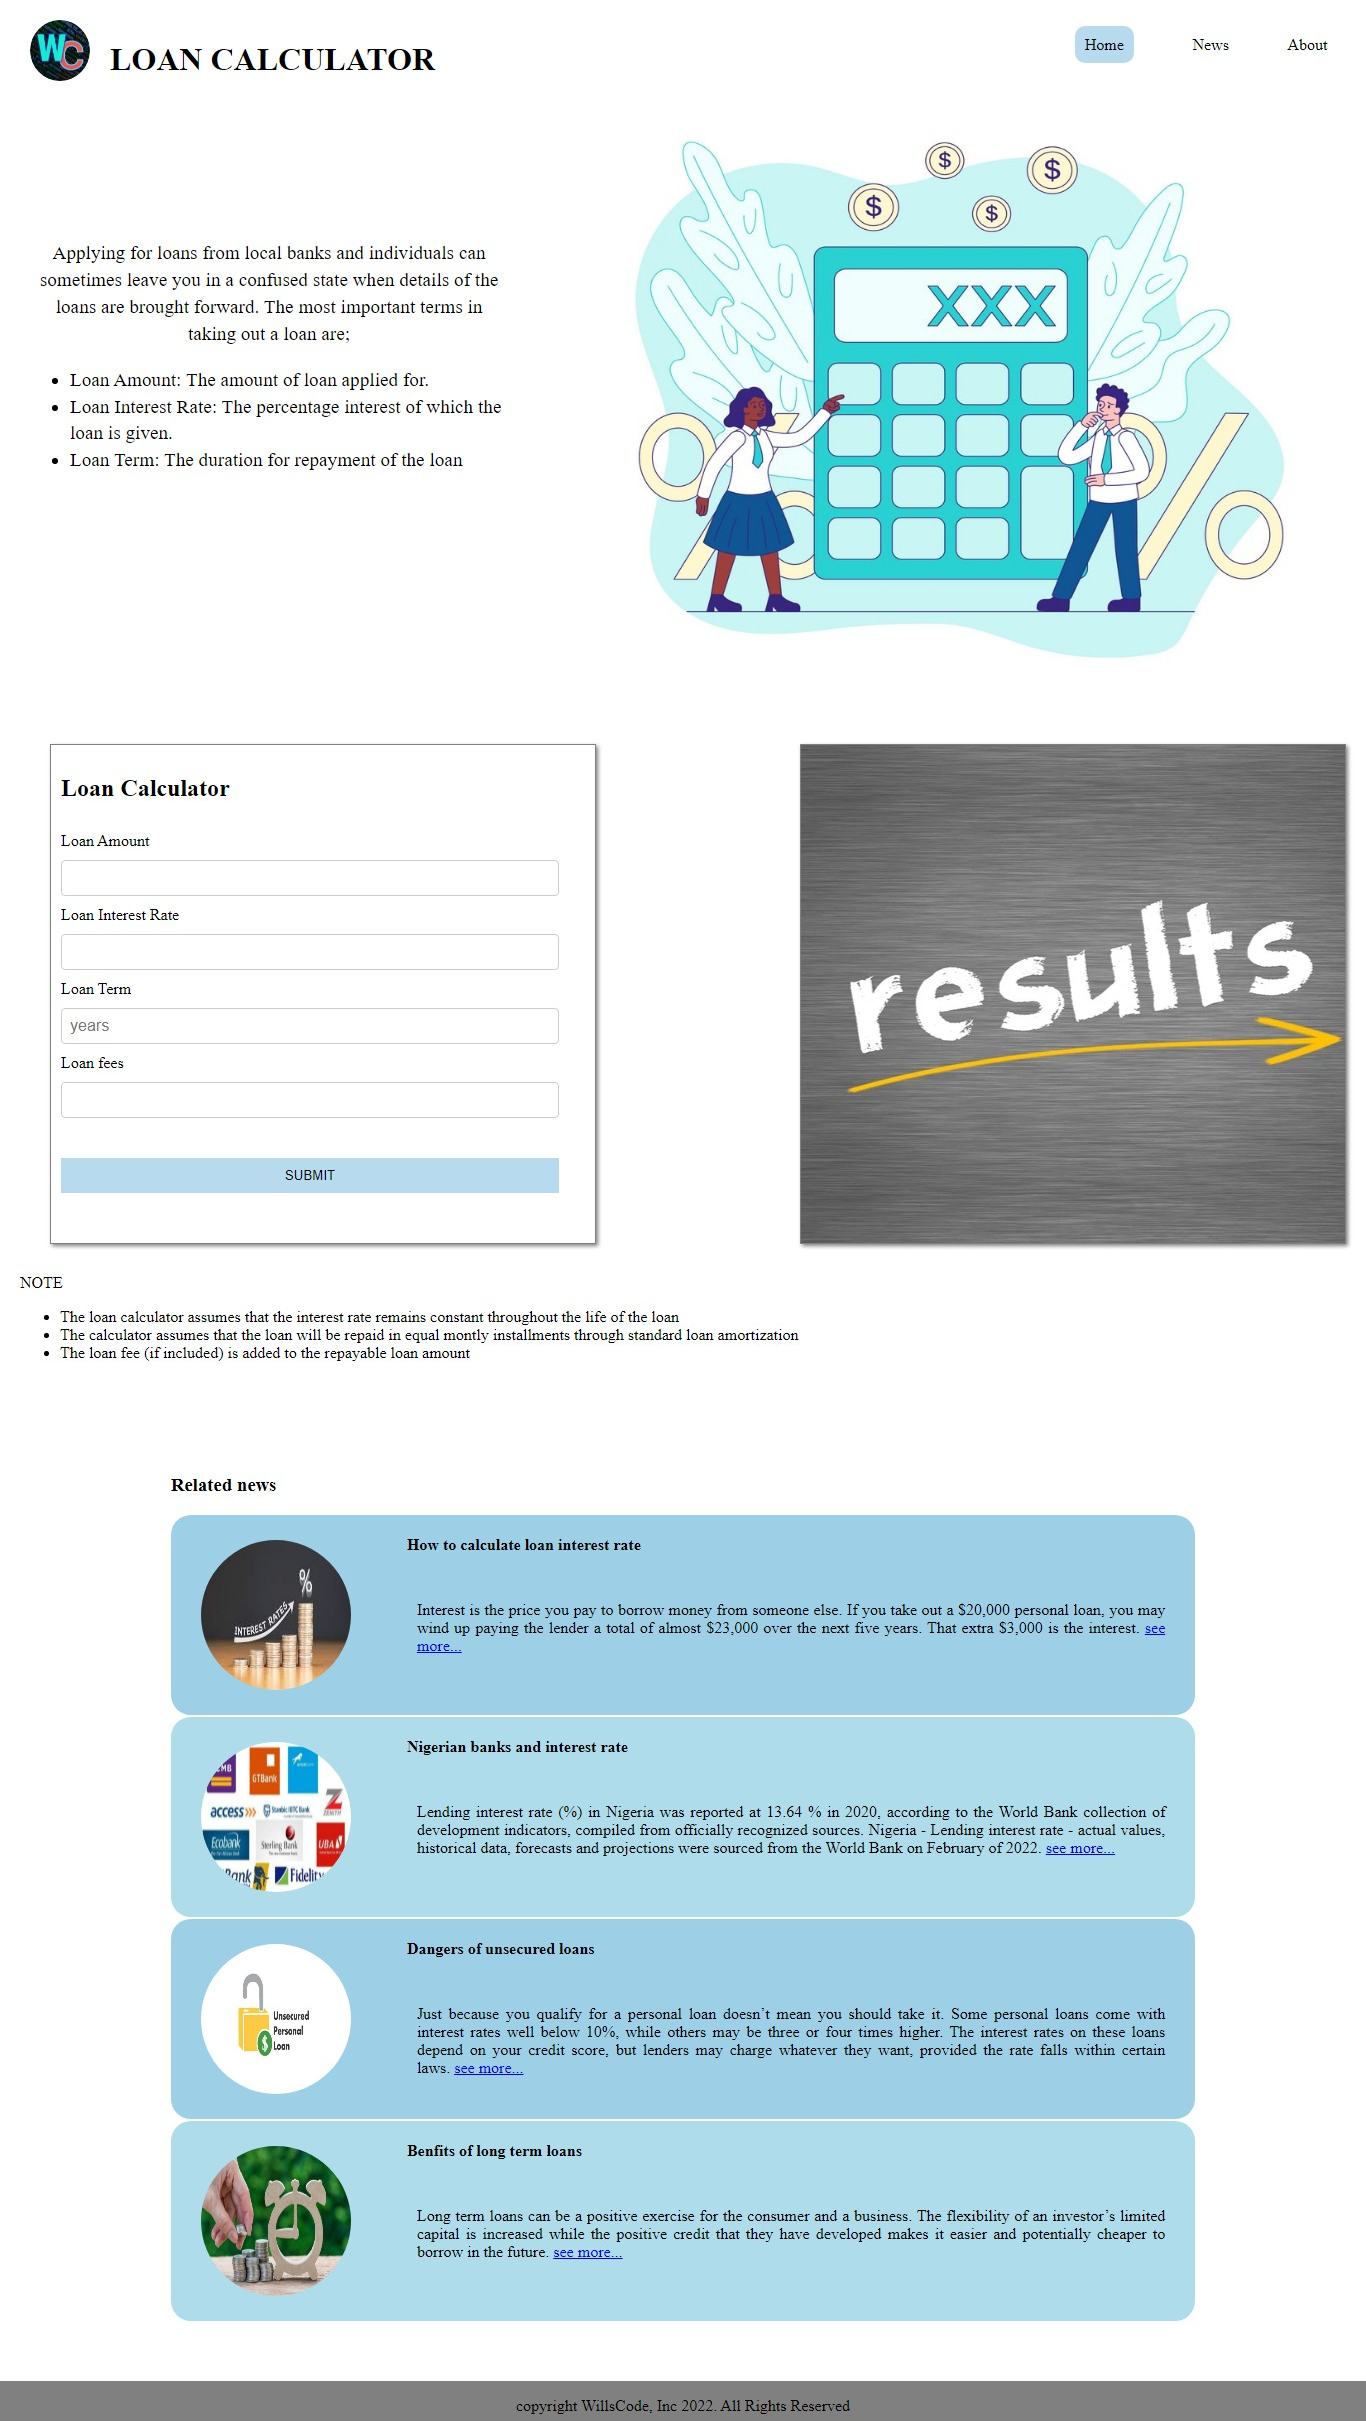 WC
LOAN CALCULATOR
Home
News
About
Applying for loans from local banks and individuals can
sometimes leave you in a confused state when details of the
loans are brought forward. The most important terms in
taking out a loan are;
Loan Amount: The amount of loan applied for.
Loan Interest Rate: The percentage interest of which the
loan is given.
Loan Term: The duration for repayment of the loan
$
$
$
$
XXX
%
%
Loan Calculator
Loan Amount
Loan Interest Rate
Loan Term
years
Loan fees
SUBMIT
results
NOTE
The loan calculator assumes that the interest rate remains constant throughout the life of the loan
The calculator assumes that the loan will be repaid in equal montly installments through standard loan amortization
The loan fee (if included) is added to the repayable loan amount
Related news
%
INTEREST RATES
How to calculate loan interest rate
Interest is the price you pay to borrow money from someone else. If you take out a $20,000 personal loan, you may
wind up paying the lender a total of almost $23,000 over the next five years. That extra $3,000 is the interest. see
more...
GTBank
access
Stanbic IBTC Bank
ZENITH
Ecobank
Sterling Bank
UBA
Fidelity
Nigerian banks and interest rate
Lending interest rate (%) in Nigeria was reported at 13.64 % in 2020, according to the World Bank collection of
development indicators, compiled from officially recognized sources. Nigeria - Lending interest rate - actual values,
historical data, forecasts and projections were sourced from the World Bank on February of 2022. see more...
Unsecured
Personal
Loan
$
Dangers of unsecured loans
Just because you qualify for a personal loan doesn’t mean you should take it. Some personal loans come with
interest rates well below 10%, while others may be three or four times higher. The interest rates on these loans
depend on your credit score, but lenders may charge whatever they want, provided the rate falls within certain
laws. see more...
Benfits of long term loans
Long term loans can be a positive exercise for the consumer and a business. The flexibility of an investor’s limited
capital is increased while the positive credit that they have developed makes it easier and potentially cheaper to
borrow in the future. see more...
copyright WillsCode, Inc 2022. All Rights Reserved